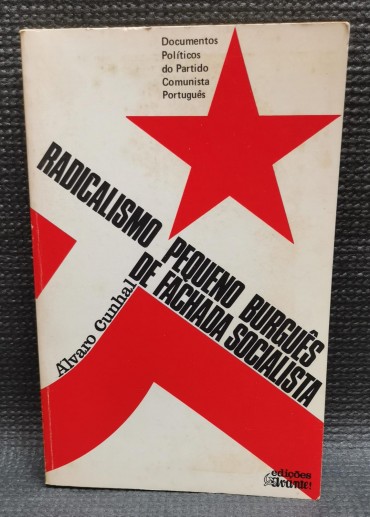 Documentos
Políticos
do Partido
Comunista
Português
RADICALISMO PEQUENO BURGUÊS
DE FACHADA SOCIALISTA
Álvaro Cunhal
edições
Avante!